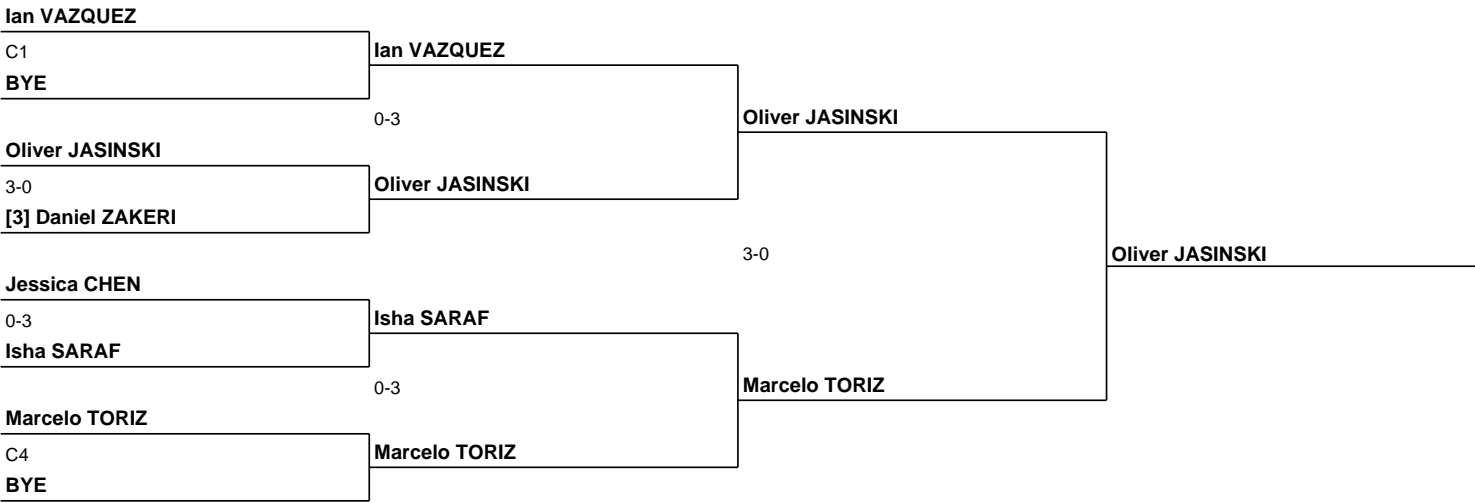 Ian VAZQUEZ
C1
Ian VAZQUEZ
BYE
0-3
Oliver JASINSKI
Oliver JASINSKI
3-0
Oliver JASINSKI
[3] Daniel ZAKERI
3-0
Oliver JASINSKI
Jessica CHEN
0-3
Isha SARAF
Isha SARAF
0-3
Marcelo TORIZ
Marcelo TORIZ
C4
Marcelo TORIZ
BYE